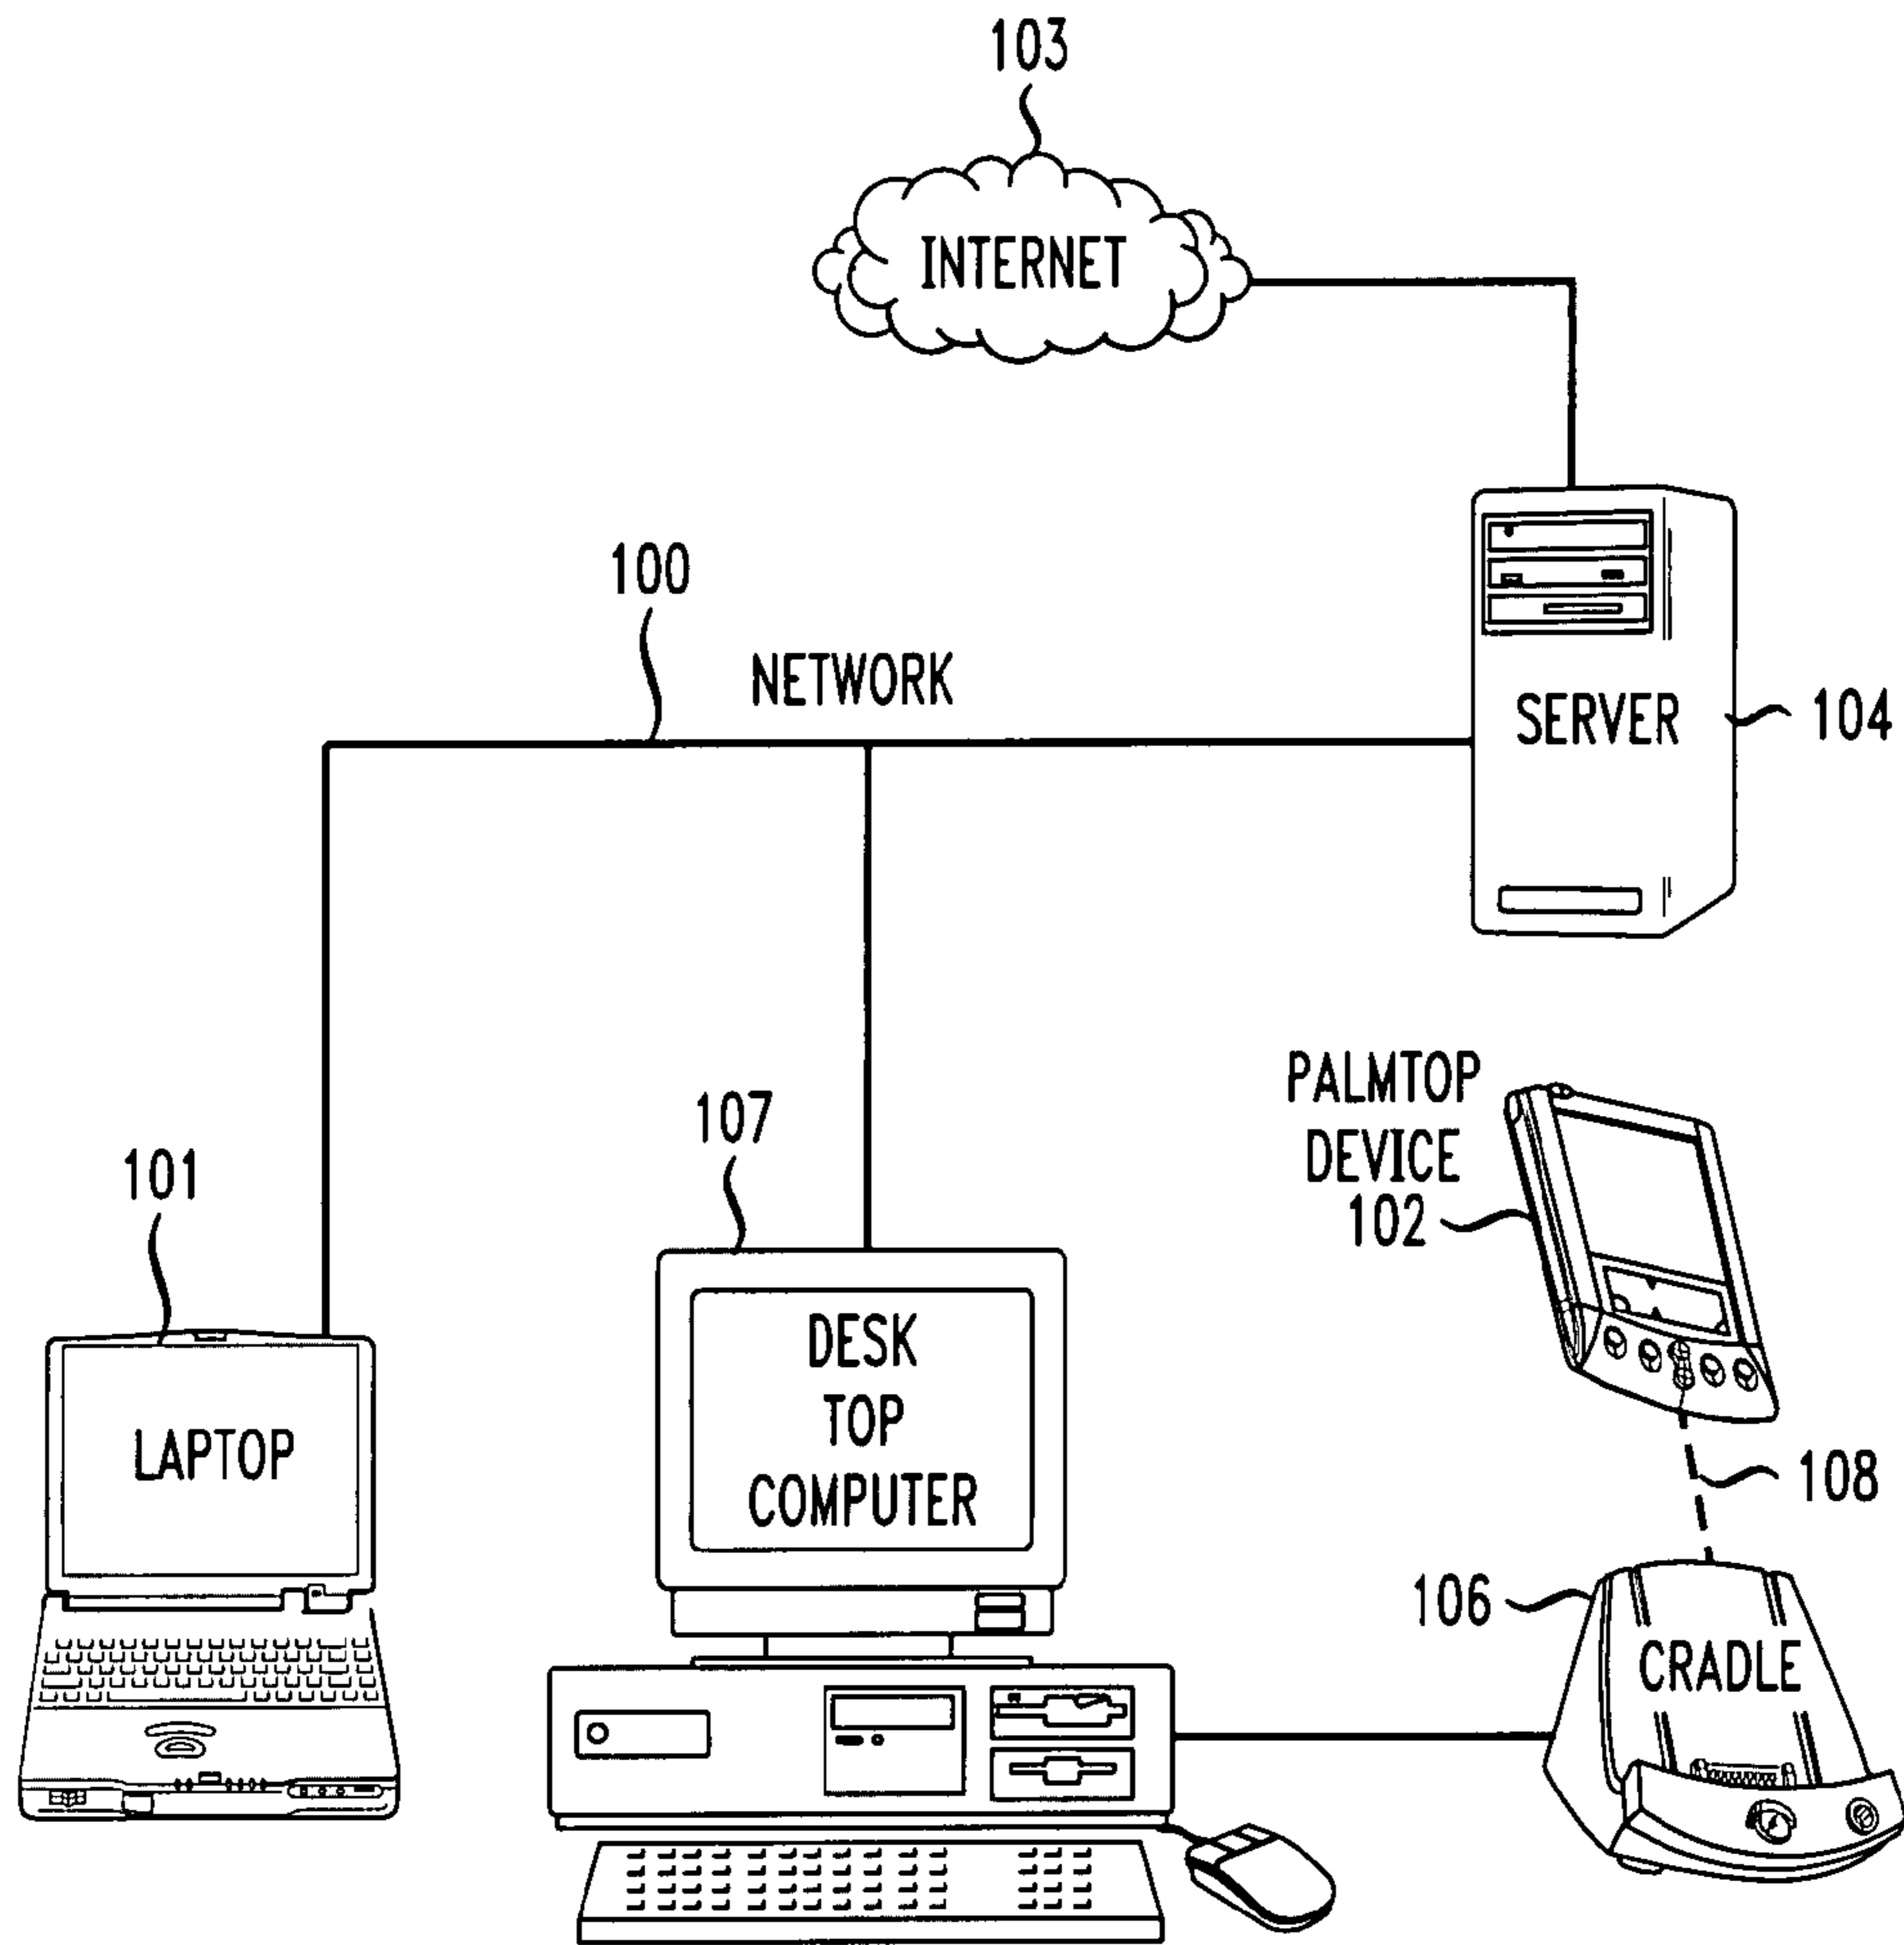 103
INTERNET
100
NETWORK
SERVER
104
PALMTOP
DEVICE
102
107
101
DESK
TOP
COMPUTER
LAPTOP
108
106
CRADLE